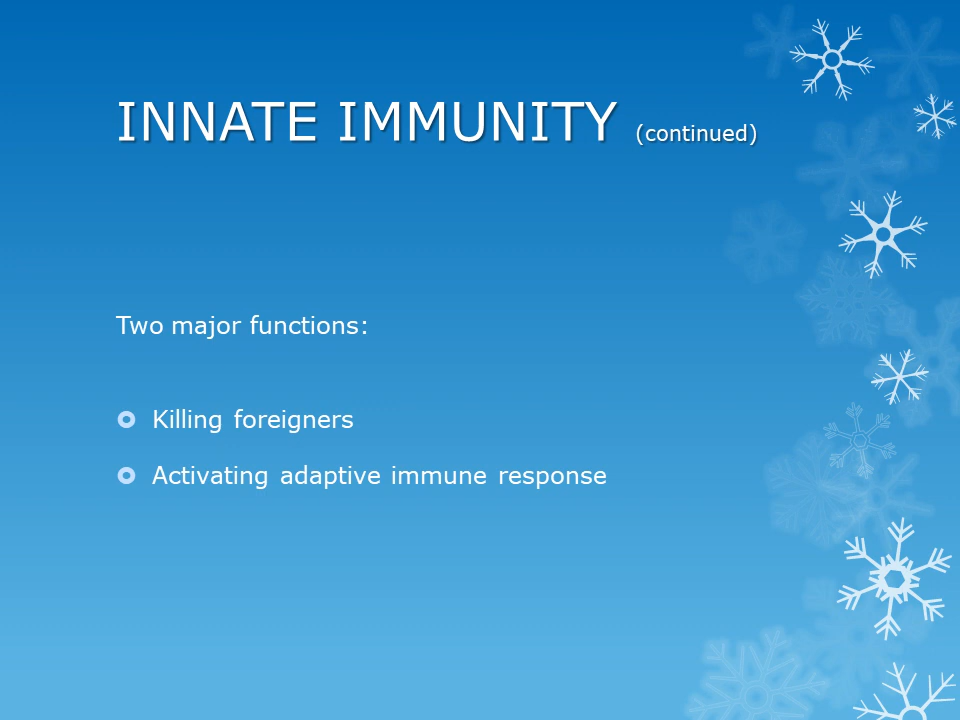 INNATE IMMUNITY (continued)
Two major functions:
Killing foreigners
Activating adaptive immune response